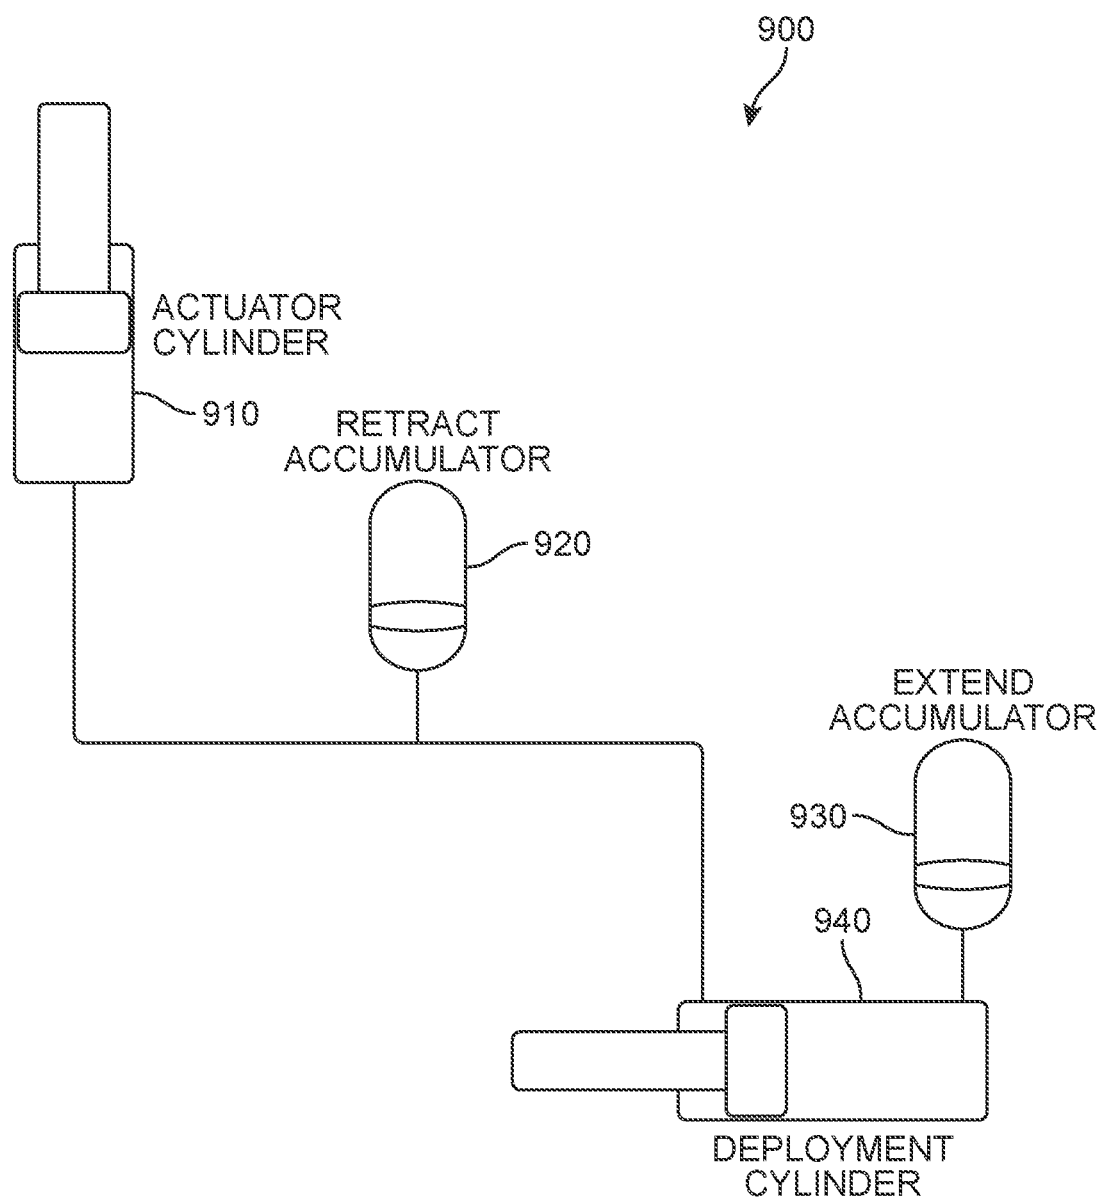 900
ACTUATOR
CYLINDER
910
RETRACT
ACCUMULATOR
920
EXTEND
ACCUMULATOR
930
940
DEPLOYMENT
CYLINDER